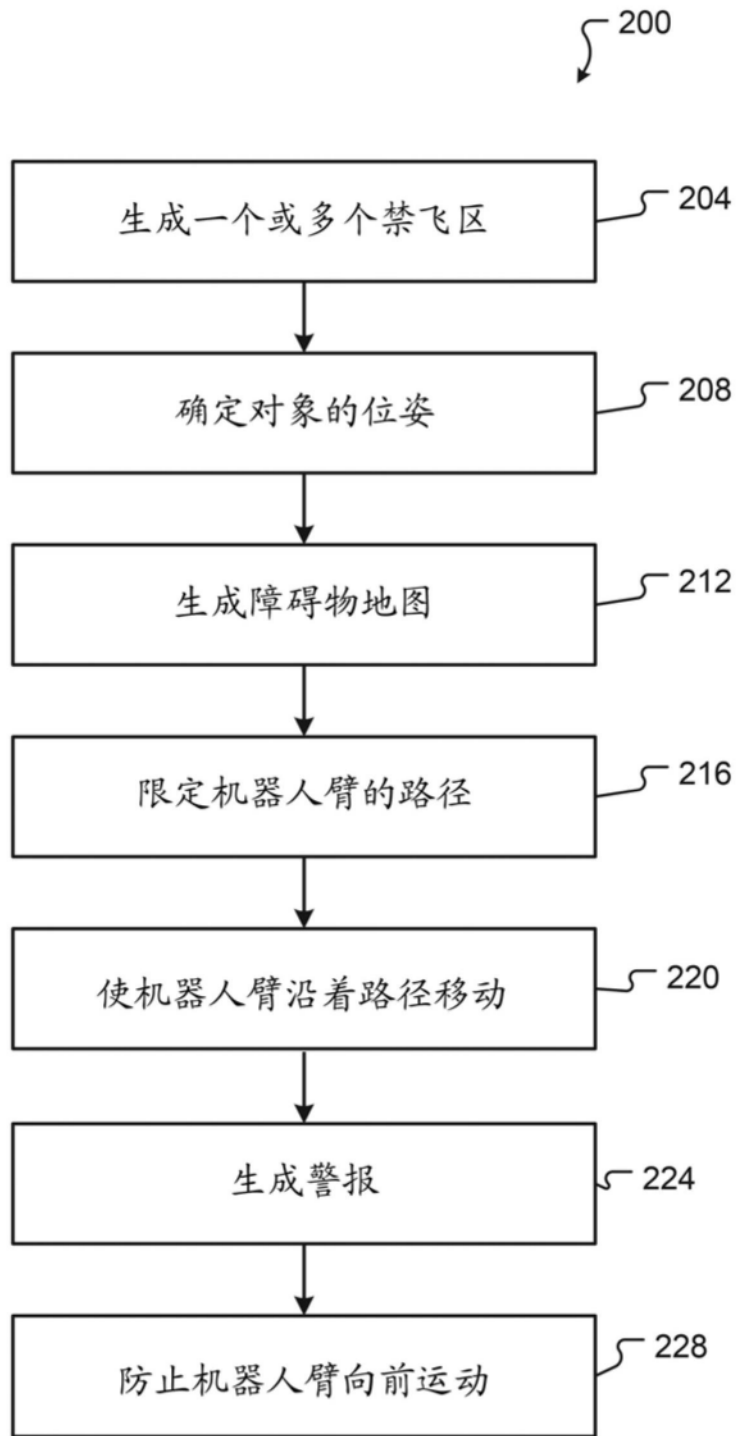 200
生成一个或多个禁飞区
204
确定对象的位姿
208
生成障碍物地图
212
限定机器人臂的路径
216
使机器人臂沿着路径移动
220
生成警报
224
防止机器人臂向前运动
228